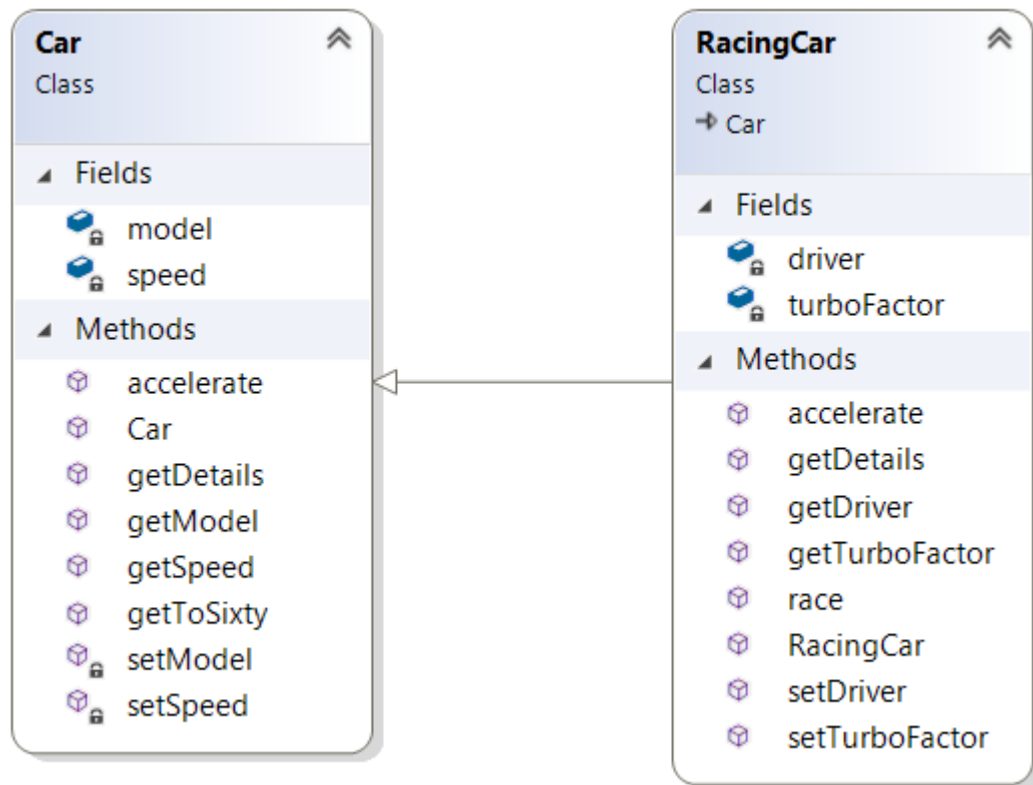 Car
Class
Fields
model
speed
Methods
accelerate
Car
getDetails
getModel
getSpeed
getToSixty
setModel
setSpeed
RacingCar
Class
Car
Fields
driver
turboFactor
Methods
accelerate
getDetails
getDriver
getTurboFactor
race
RacingCar
setDriver
setTurboFactor